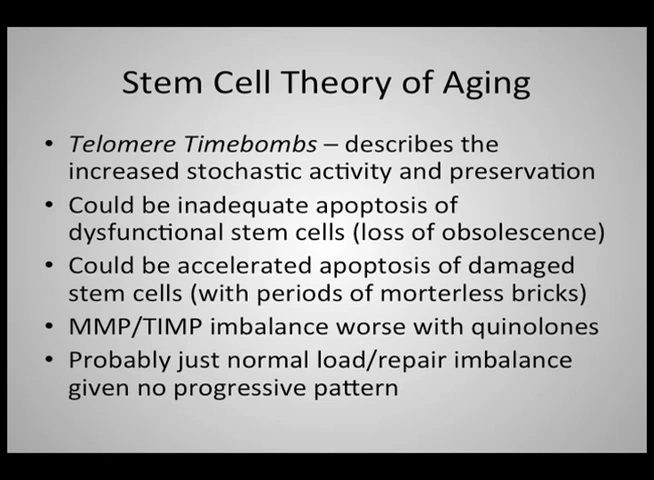 Stem Cell Theory of Aging
• Telomere Timebombs – describes the
increased stochastic activity and preservation
• Could be inadequate apoptosis of
dysfunctional stem cells (loss of obsolescence)
• Could be accelerated apoptosis of damaged
stem cells (with periods of morterless bricks)
• MMP/TIMP imbalance worse with quinolones
• Probably just normal load/repair imbalance
given no progressive pattern